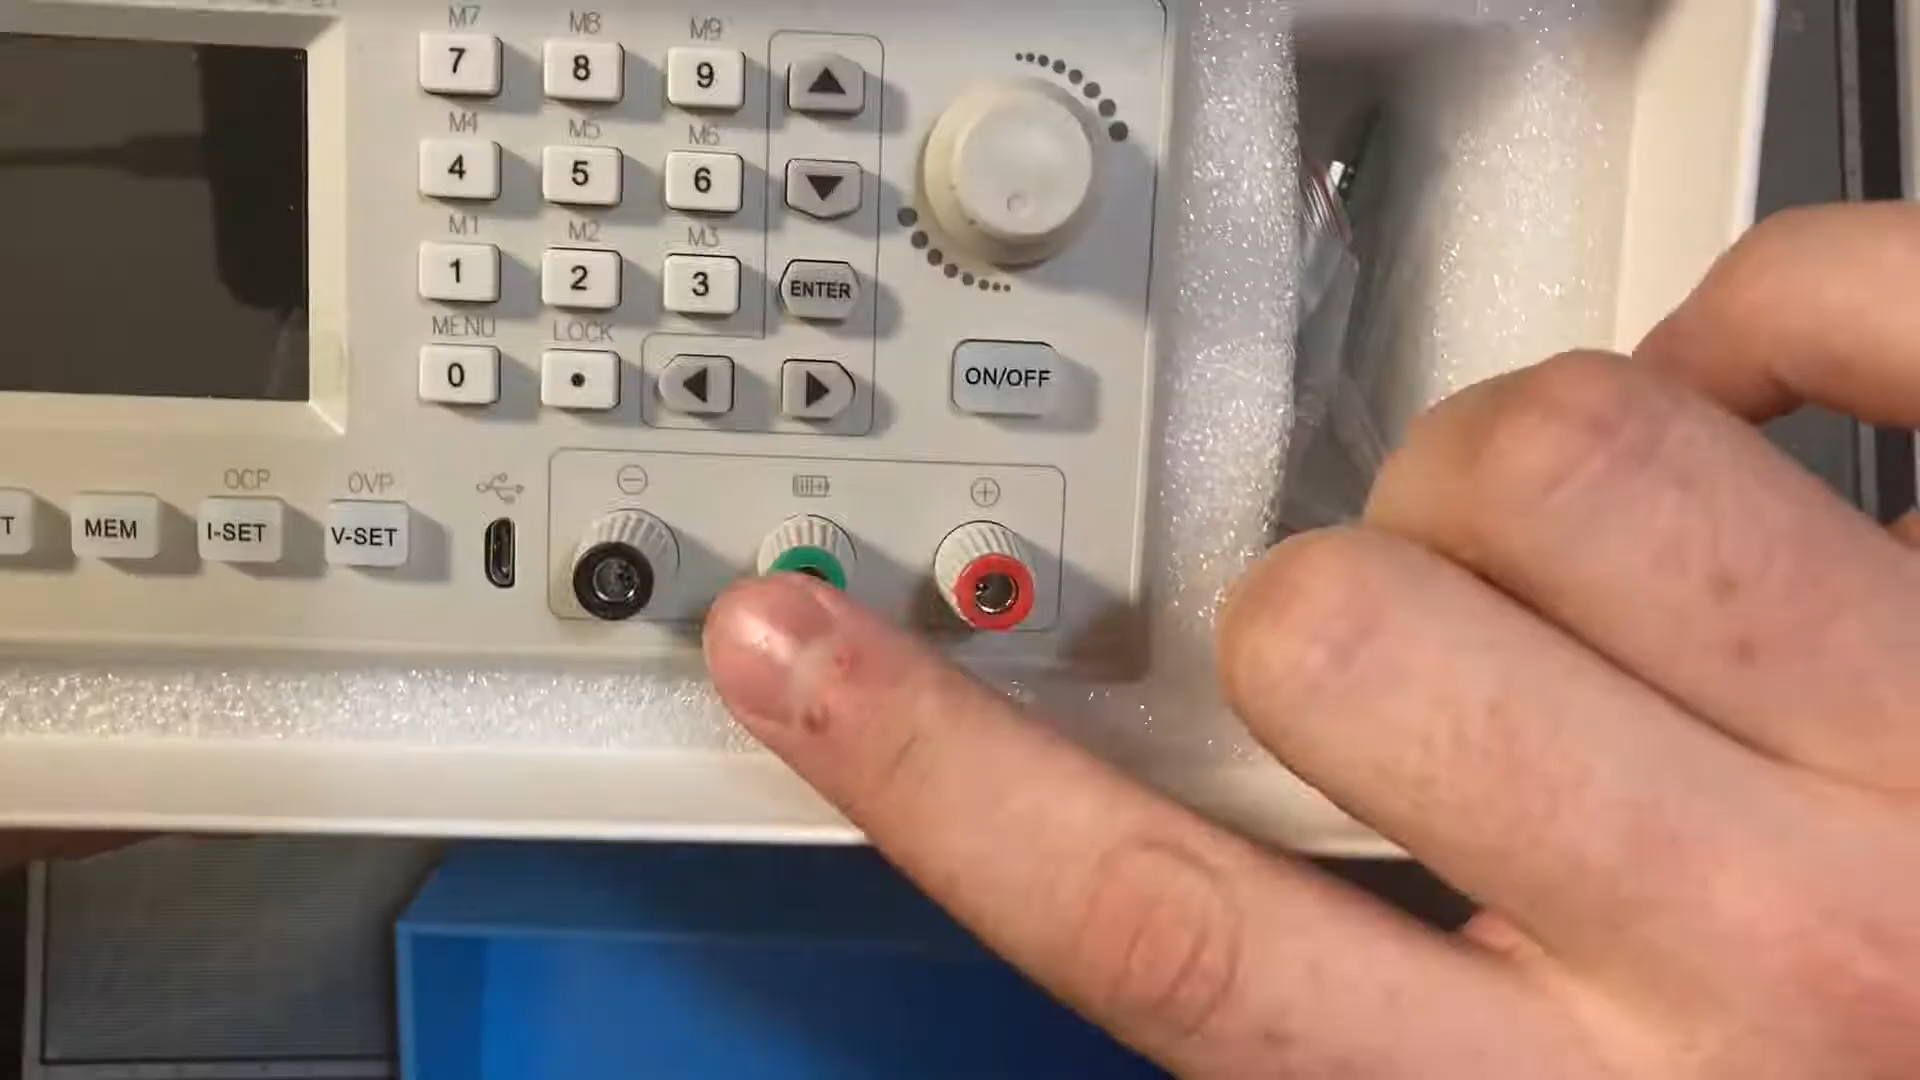 M7 M8 M9
7 8 9
M4 M5 M6
4 5 6
M1 M2 M3
1 2 3 ENTER
MENU LOCK
0 • ON/OFF
OCP OVP
T MEM I-SET V-SET